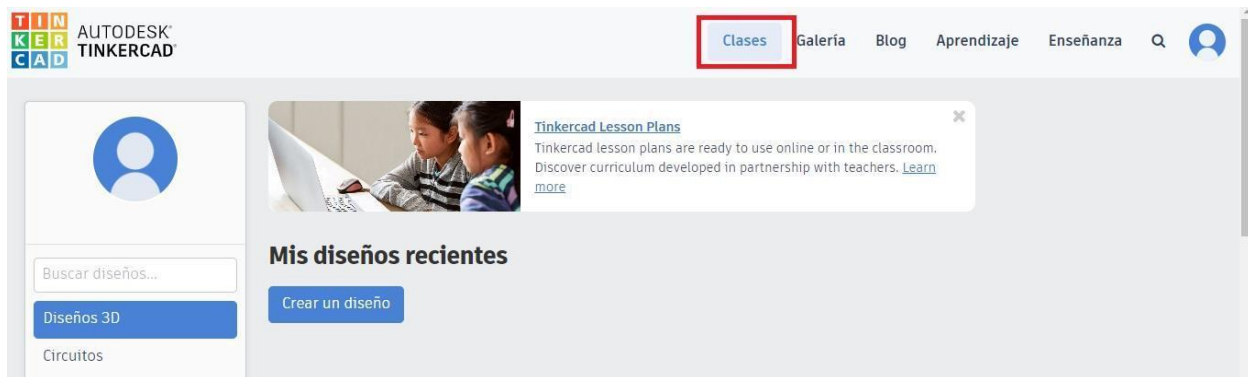 TIN
KER
CAD
AUTODESK®
TINKERCAD®
Clases Galería Blog Aprendizaje Enseñanza
Tinkercad Lesson Plans
Tinkercad lesson plans are ready to use online or in the classroom.
Discover curriculum developed in partnership with teachers. Learn
more
Mis diseños recientes
Buscar diseños...
Crear un diseño
Diseños 3D
Circuitos